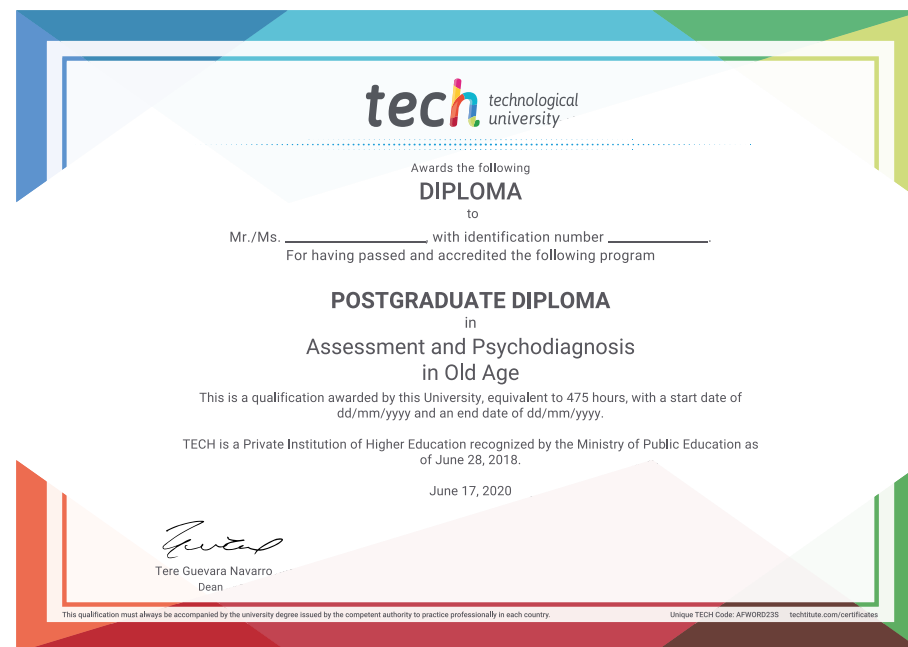 tech technological
university
Awards the following
DIPLOMA
to
Mr./Ms. ____________________, with identification number ______________.
For having passed and accredited the following program
POSTGRADUATE DIPLOMA
in
Assessment and Psychodiagnosis
in Old Age
This is a qualification awarded by this University, equivalent to 475 hours, with a start date of
dd/mm/yyyy and an end date of dd/mm/yyyy.
TECH is a Private Institution of Higher Education recognized by the Ministry of Public Education as
of June 28, 2018.
June 17, 2020
Tere Guevara Navarro
Dean
This qualification must always be accompanied by the university degree issued by the competent authority to practice professionally in each country.
Unique TECH Code: AFWORD23S techtitute.com/certificates